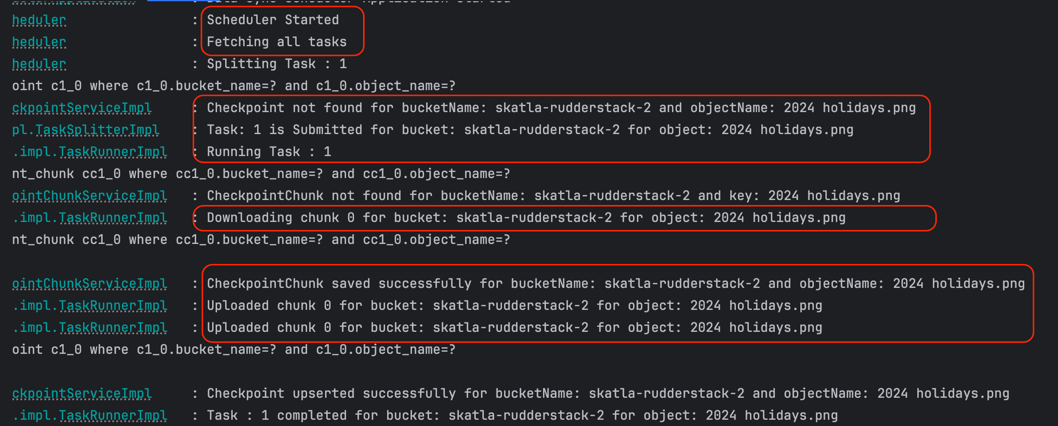 heduler : Scheduler Started
heduler : Fetching all tasks
heduler : Splitting Task : 1
oint c1_0 where c1_0.bucket_name=? and c1_0.object_name=?
ckpointServiceImpl : Checkpoint not found for bucketName: skatla-rudderstack-2 and objectName: 2024 holidays.png
pl.TaskSplitterImpl : Task: 1 is Submitted for bucket: skatla-rudderstack-2 for object: 2024 holidays.png
.impl.TaskRunnerImpl : Running Task : 1
nt_chunk cc1_0 where cc1_0.bucket_name=? and cc1_0.object_name=?
ointChunkServiceImpl : CheckpointChunk not found for bucketName: skatla-rudderstack-2 and key: 2024 holidays.png
.impl.TaskRunnerImpl : Downloading chunk 0 for bucket: skatla-rudderstack-2 for object: 2024 holidays.png
nt_chunk cc1_0 where cc1_0.bucket_name=? and cc1_0.object_name=?
ointChunkServiceImpl : CheckpointChunk saved successfully for bucketName: skatla-rudderstack-2 and objectName: 2024 holidays.png
.impl.TaskRunnerImpl : Uploaded chunk 0 for bucket: skatla-rudderstack-2 for object: 2024 holidays.png
.impl.TaskRunnerImpl : Uploaded chunk 0 for bucket: skatla-rudderstack-2 for object: 2024 holidays.png
oint c1_0 where c1_0.bucket_name=? and c1_0.object_name=?
ckpointServiceImpl : Checkpoint upserted successfully for bucketName: skatla-rudderstack-2 and objectName: 2024 holidays.png
.impl.TaskRunnerImpl : Task : 1 completed for bucket: skatla-rudderstack-2 for object: 2024 holidays.png